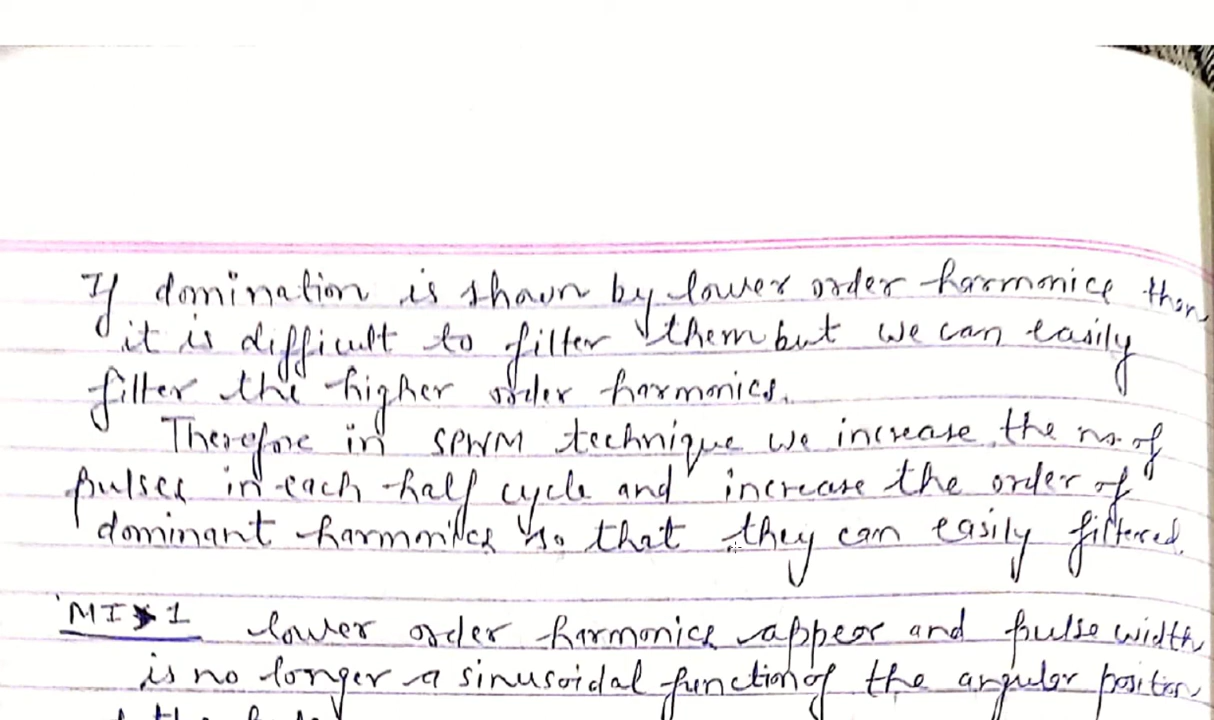 If domination is shown by lower order harmonics then
it is difficult to filter them but we can easily
filter the higher order harmonics.
Therefore in SPWM technique we increase the no. of
pulses in each half cycle and increase the order of
dominant harmonics so that they can easily filtered.
MI > 1 lower order harmonics appear and pulse width
is no longer a sinusoidal function of the angular position